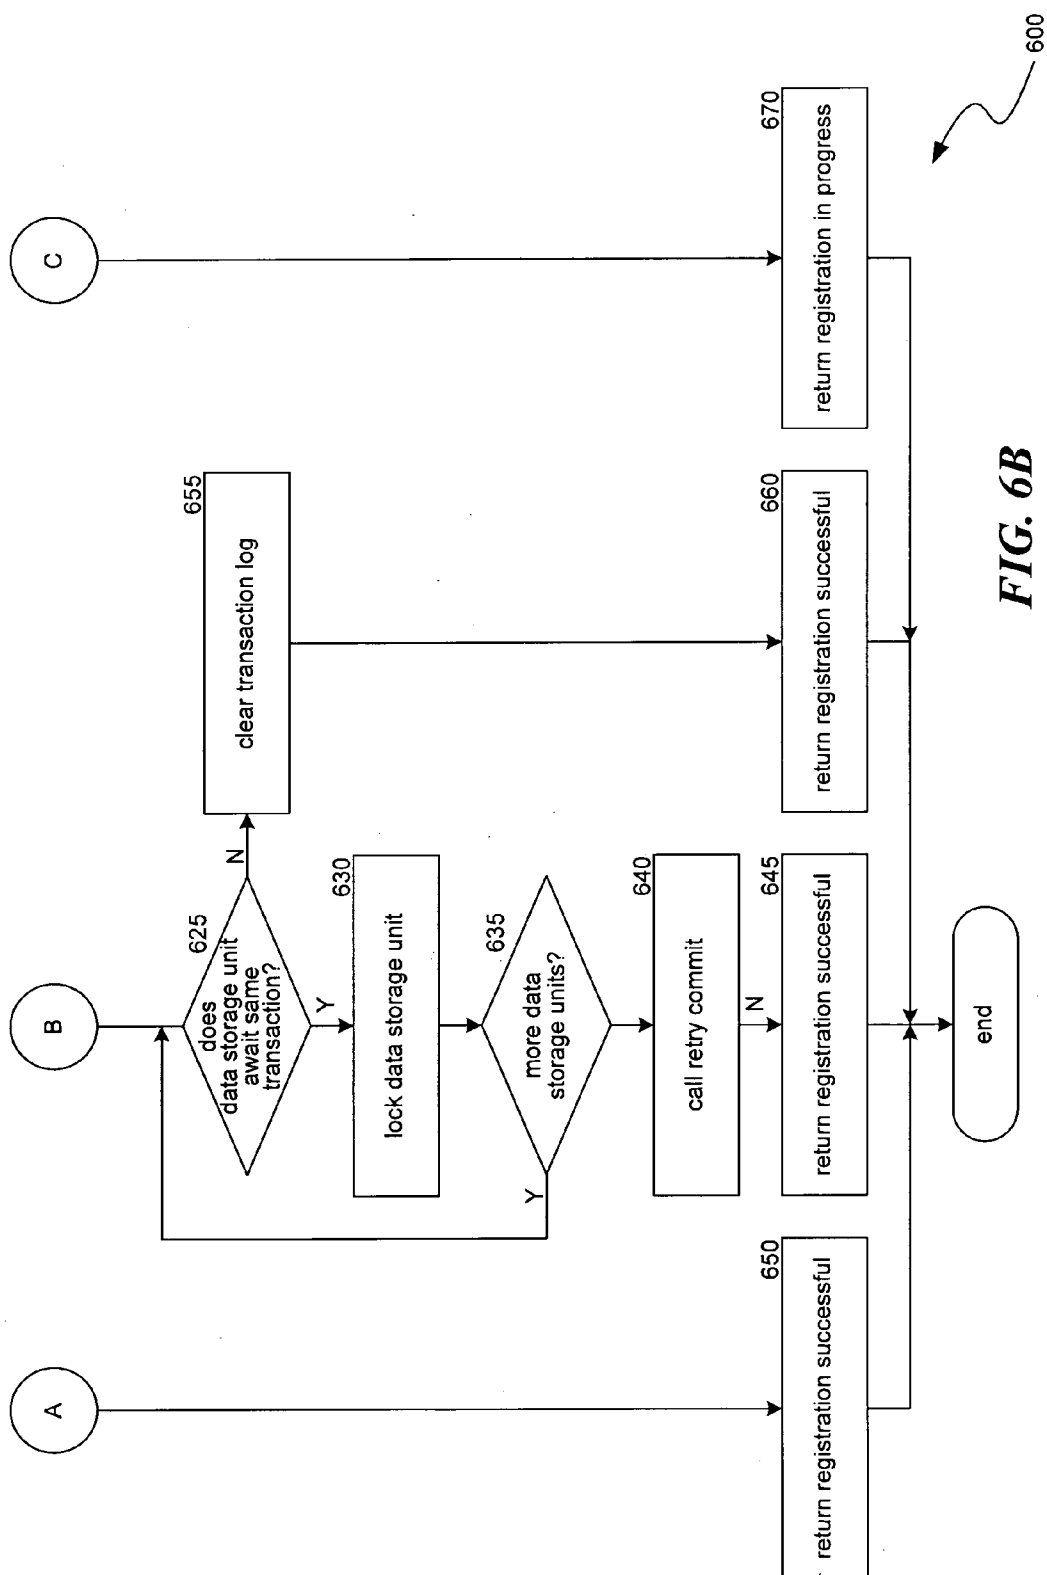 A
B
C
625
does
data storage unit
await same
transaction?
N
655
clear transaction log
Y
630
lock data storage unit
635
more data
storage units?
Y
640
call retry commit
N
650
return registration successful
645
return registration successful
660
return registration successful
670
return registration in progress
end
600
FIG. 6B